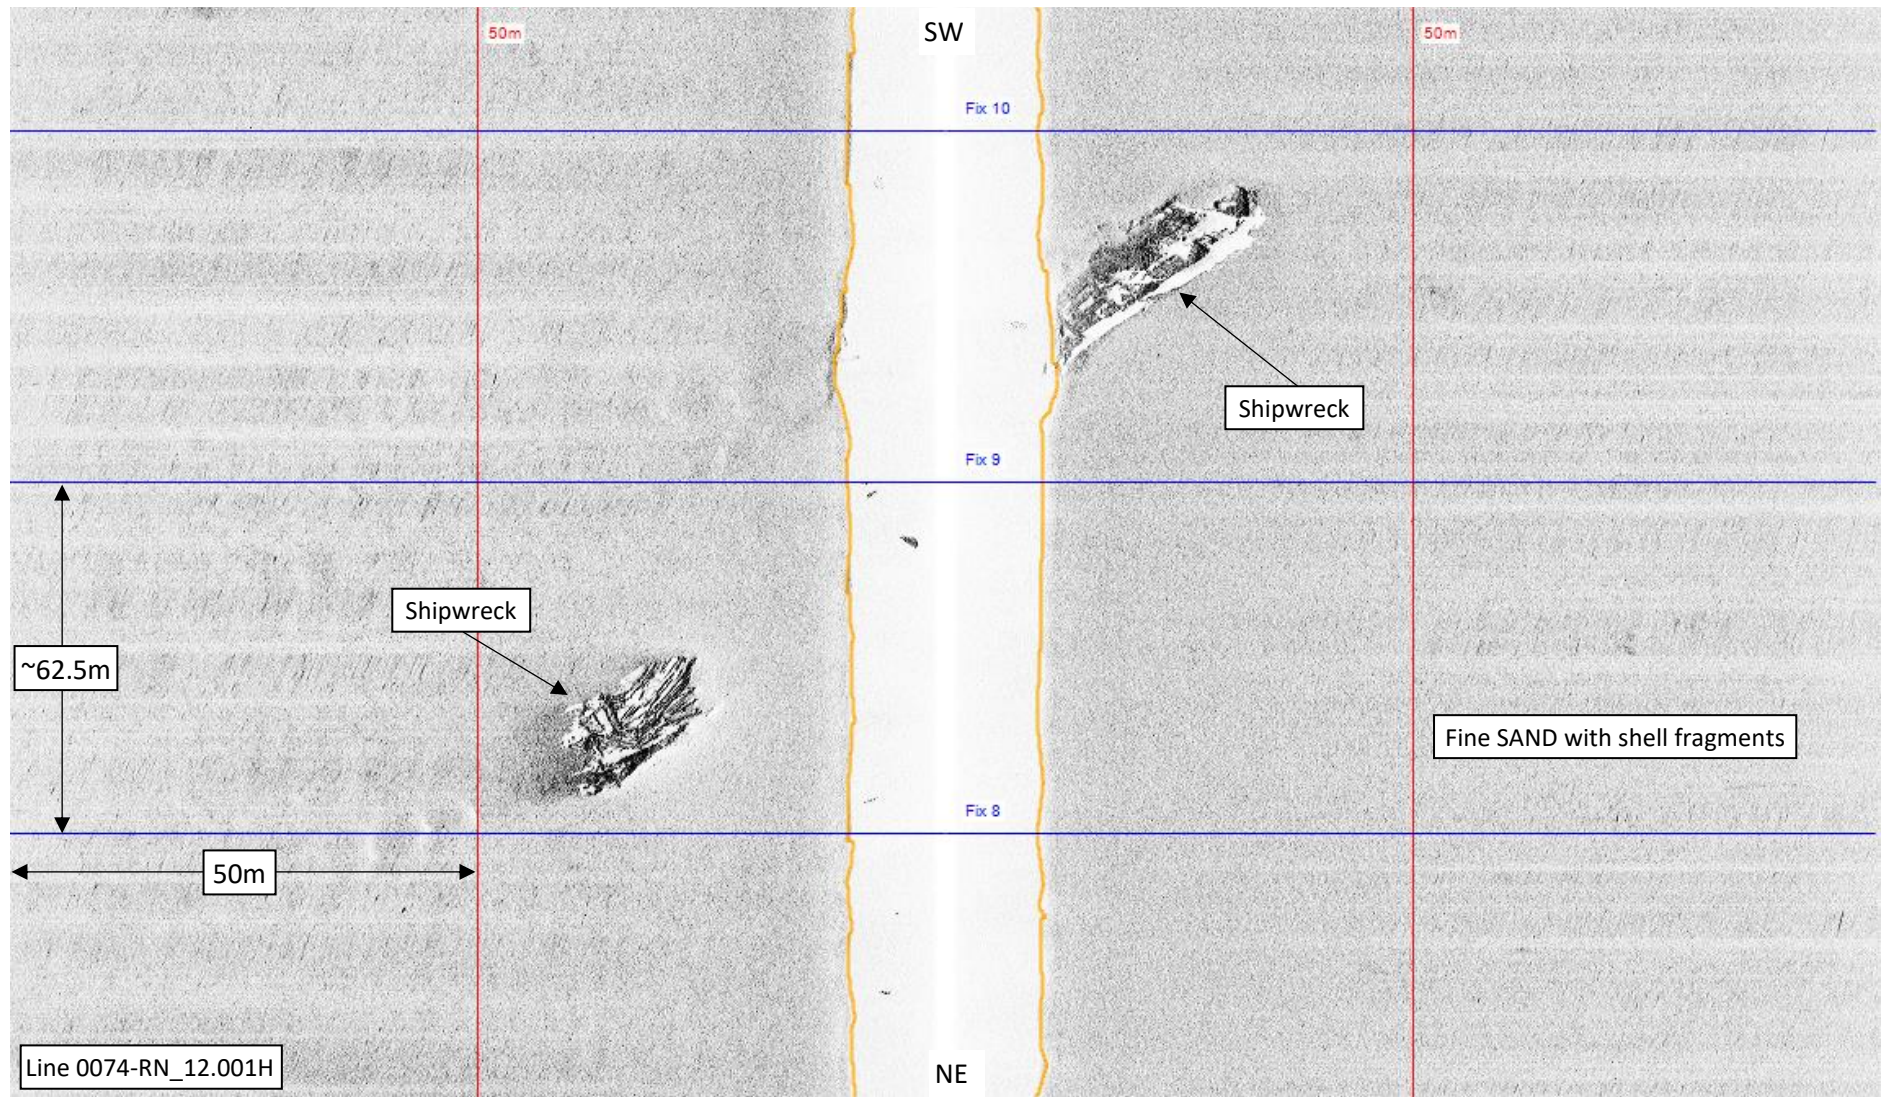 SW
50m
50m
Fix 10
Shipwreck
Fix 9
Shipwreck
~62.5m
Fine SAND with shell fragments
Fix 8
50m
Line 0074-RN_12.001H
NE